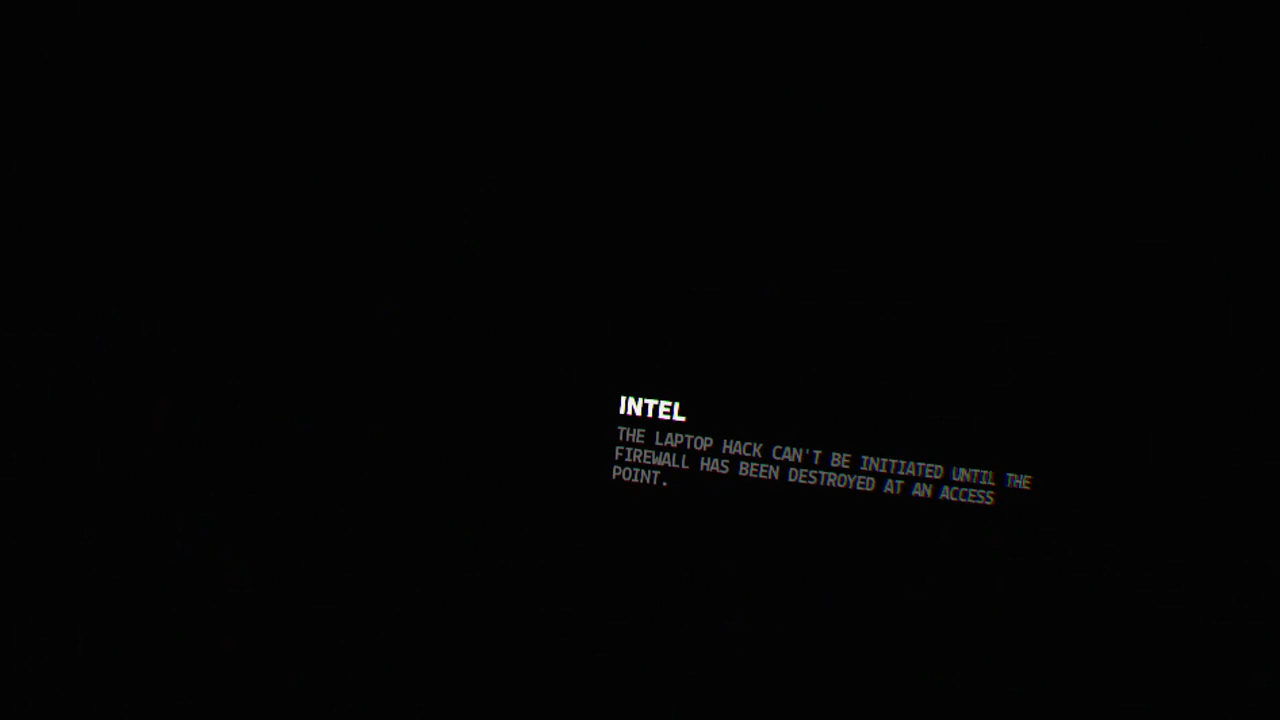 INTEL
THE LAPTOP HACK CAN'T BE INITIATED UNTIL THE
FIREWALL HAS BEEN DESTROYED AT AN ACCESS
POINT.